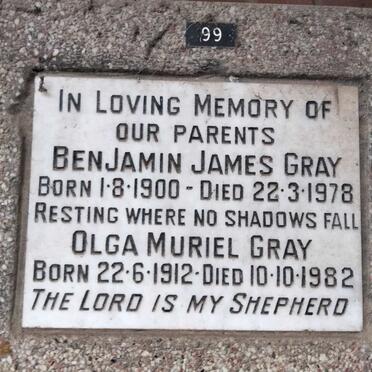 99
IN LOVING MEMORY OF
OUR PARENTS
BENJAMIN JAMES GRAY
BORN 1·8·1900 - DIED 22·3·1978
RESTING WHERE NO SHADOWS FALL
OLGA MURIEL GRAY
BORN 22·6·1912·DIED 10·10·1982
THE LORD IS MY SHEPHERD